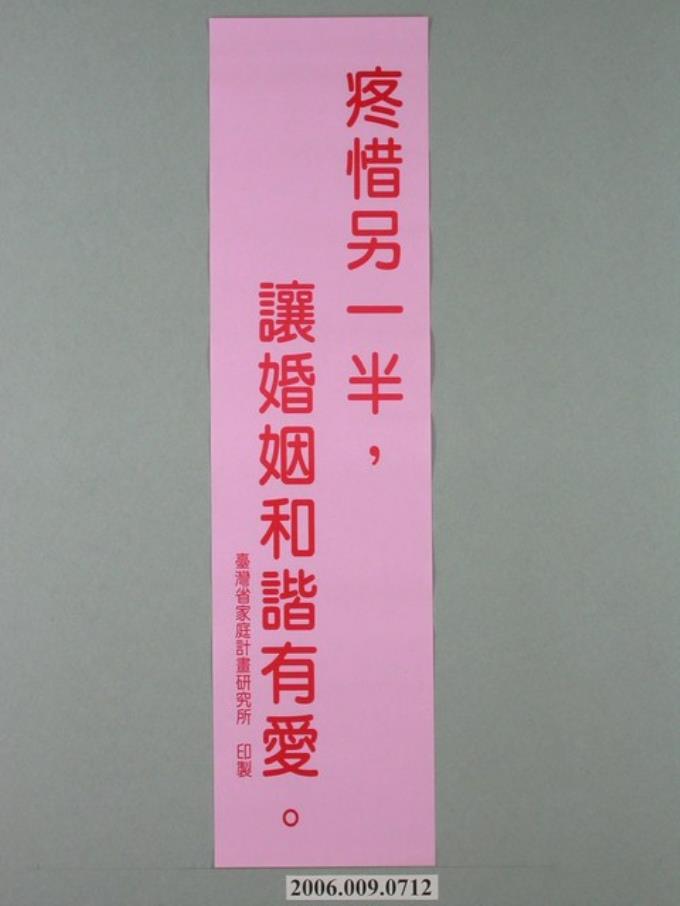 疼惜另一半，
讓婚姻和諧有愛。
臺灣省家庭計畫研究所 印製
2006.009.0712